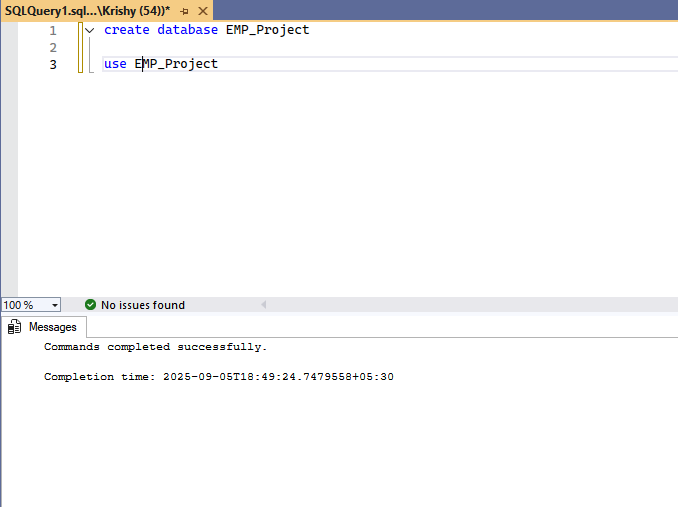 SQLQuery1.sql...\Krishy (54))*
1 create database EMP_Project
2
3 use EMP_Project
100 % No issues found
Messages
Commands completed successfully.
Completion time: 2025-09-05T18:49:24.7479558+05:30